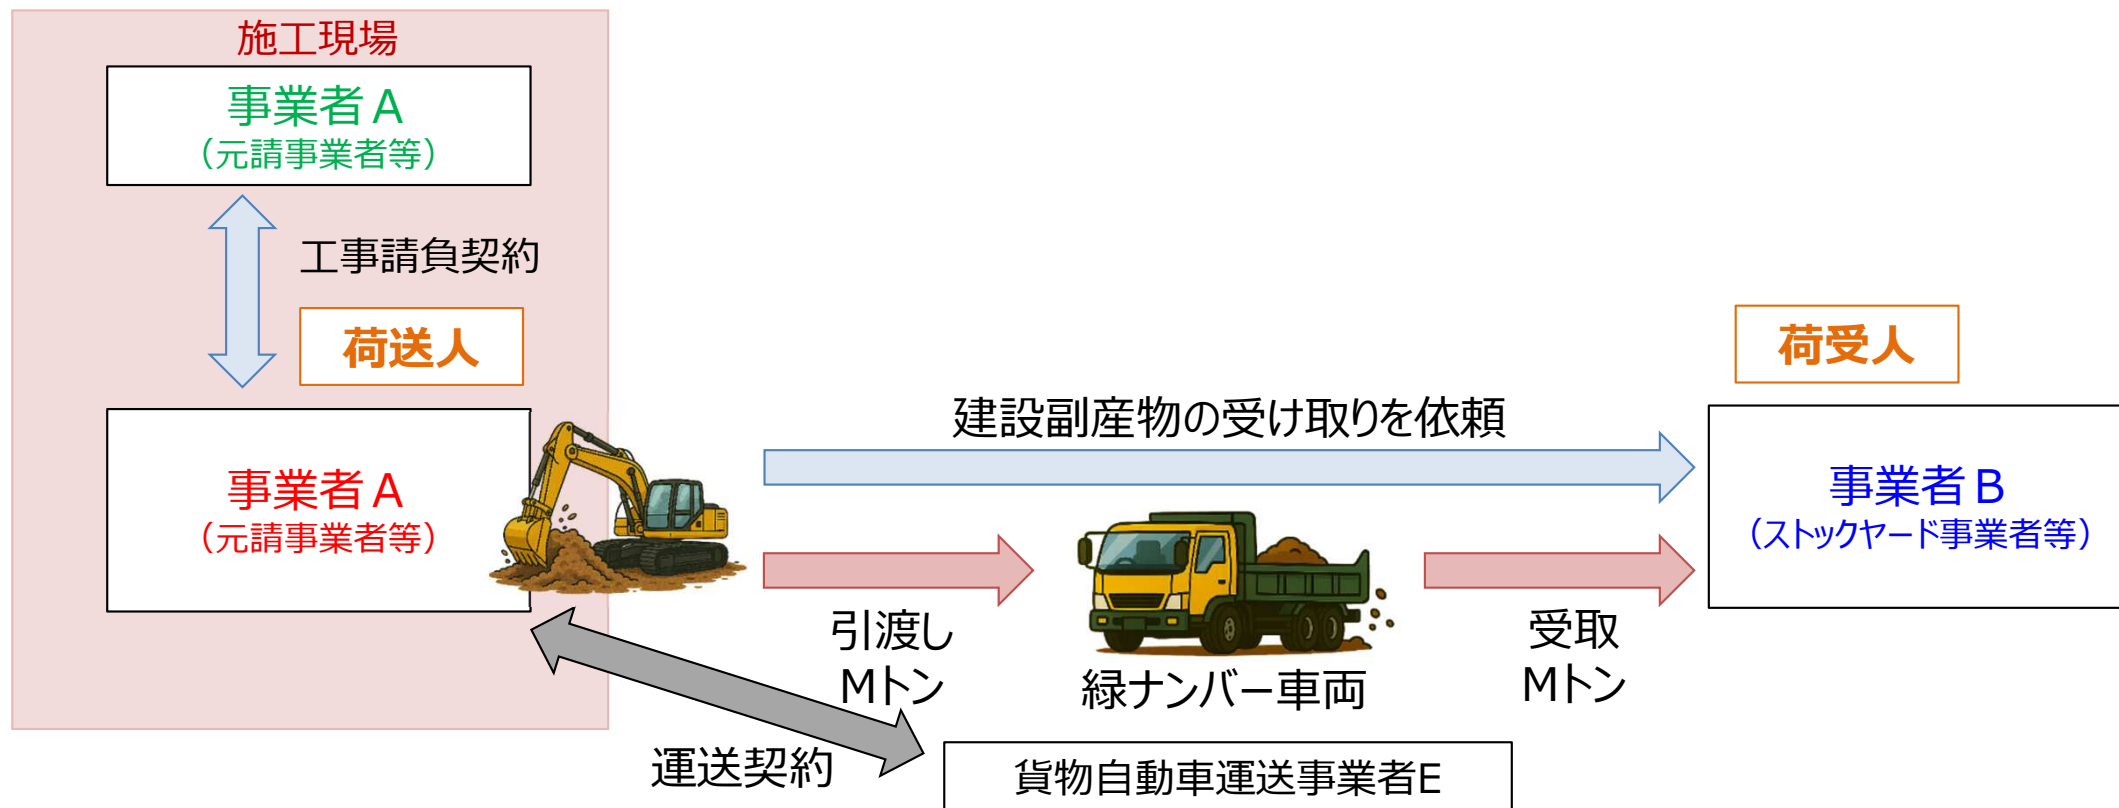 施工現場
事業者A
（元請事業者等）
工事請負契約
荷送人
事業者A
（元請事業者等）
建設副産物の受け取りを依頼
荷受人
事業者B
（ストックヤード事業者等）
引渡し
Mトン
緑ナンバー車両
受取
Mトン
運送契約
貨物自動車運送事業者E